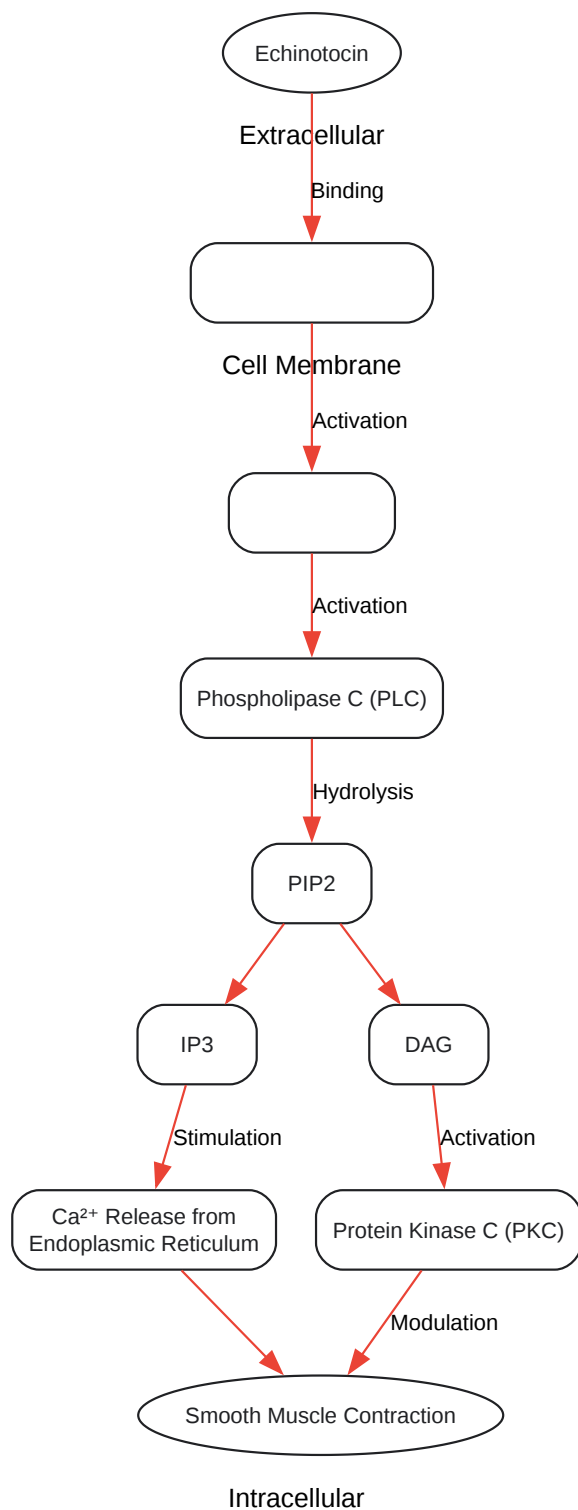 Echinotocin
Extracellular
Binding
Cell Membrane
Activation
Activation
Phospholipase C (PLC)
Hydrolysis
PIP2
IP3
DAG
Stimulation
Activation
Ca²⁺ Release from
Endoplasmic Reticulum
Protein Kinase C (PKC)
Modulation
Smooth Muscle Contraction
Intracellular